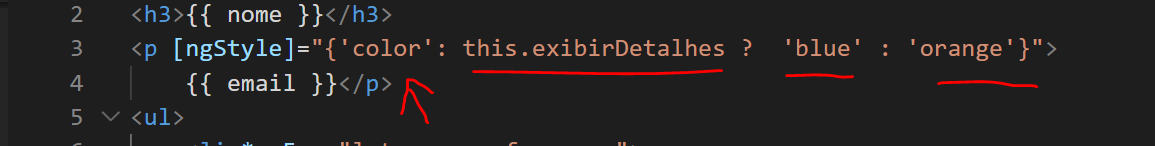 2 <h3>{{ nome }}</h3>
3 <p [ngStyle]="{'color': this.exibirDetalhes ?  'blue' : 'orange'}">
4 {{ email }}</p>
5 <ul>